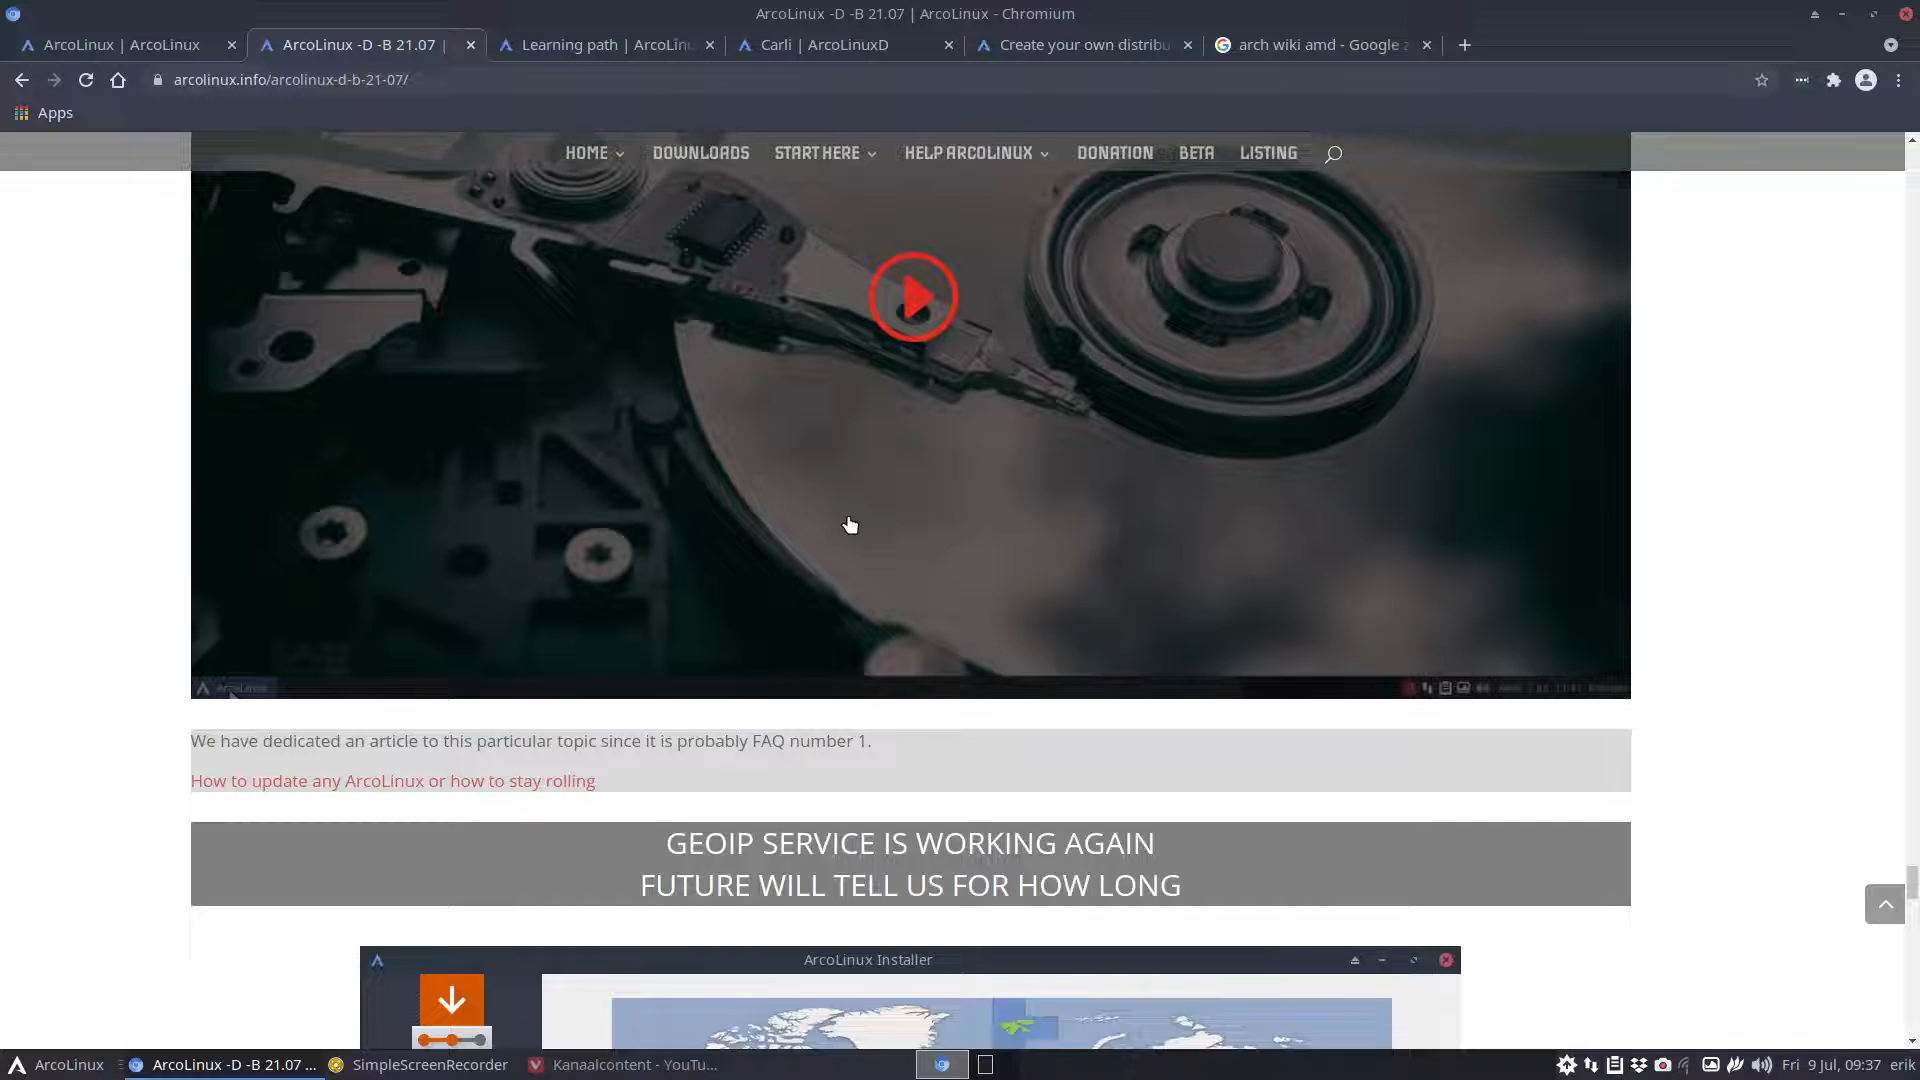 ArcoLinux -D -B 21.07 | ArcoLinux - Chromium
ArcoLinux | ArcoLinux
ArcoLinux -D -B 21.07 |
Learning path | ArcoLinu
Carli | ArcoLinuxD
Create your own distribu
arch wiki amd - Google z
arcolinux.info/arcolinux-d-b-21-07/
Apps
HOME DOWNLOADS START HERE HELP ARCOLINUX DONATION BETA LISTING
ArcoLinux
We have dedicated an article to this particular topic since it is probably FAQ number 1.
How to update any ArcoLinux or how to stay rolling
GEOIP SERVICE IS WORKING AGAIN
FUTURE WILL TELL US FOR HOW LONG
ArcoLinux Installer
ArcoLinux
ArcoLinux -D -B 21.07 ...
SimpleScreenRecorder
Kanaalcontent - YouTu...
Fri 9 Jul, 09:37 erik